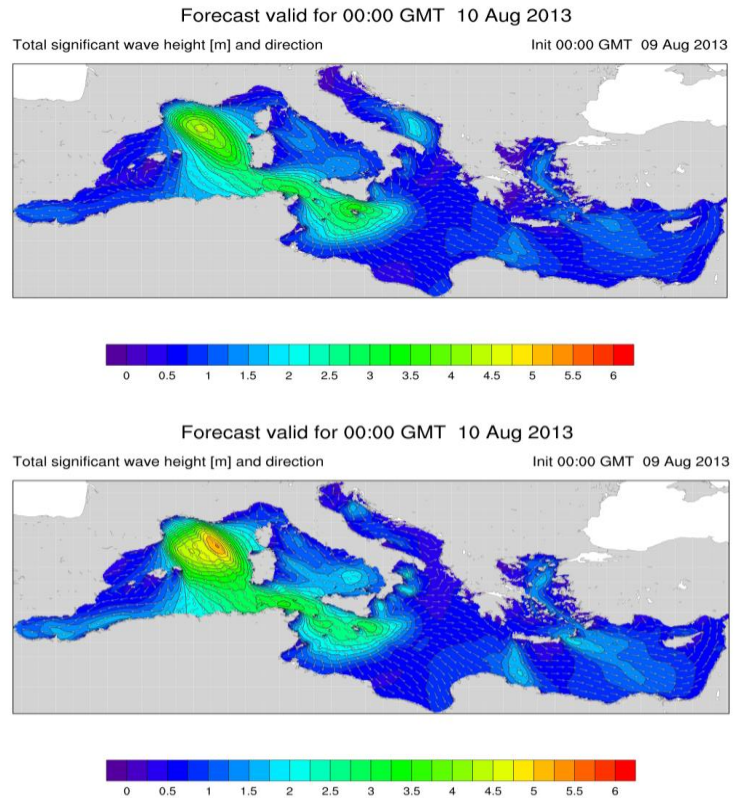 Forecast valid for 00:00 GMT  10 Aug 2013
Total significant wave height [m] and direction Init 00:00 GMT  09 Aug 2013
0 0.5 1 1.5 2 2.5 3 3.5 4 4.5 5 5.5 6
Forecast valid for 00:00 GMT  10 Aug 2013
Total significant wave height [m] and direction Init 00:00 GMT  09 Aug 2013
0 0.5 1 1.5 2 2.5 3 3.5 4 4.5 5 5.5 6